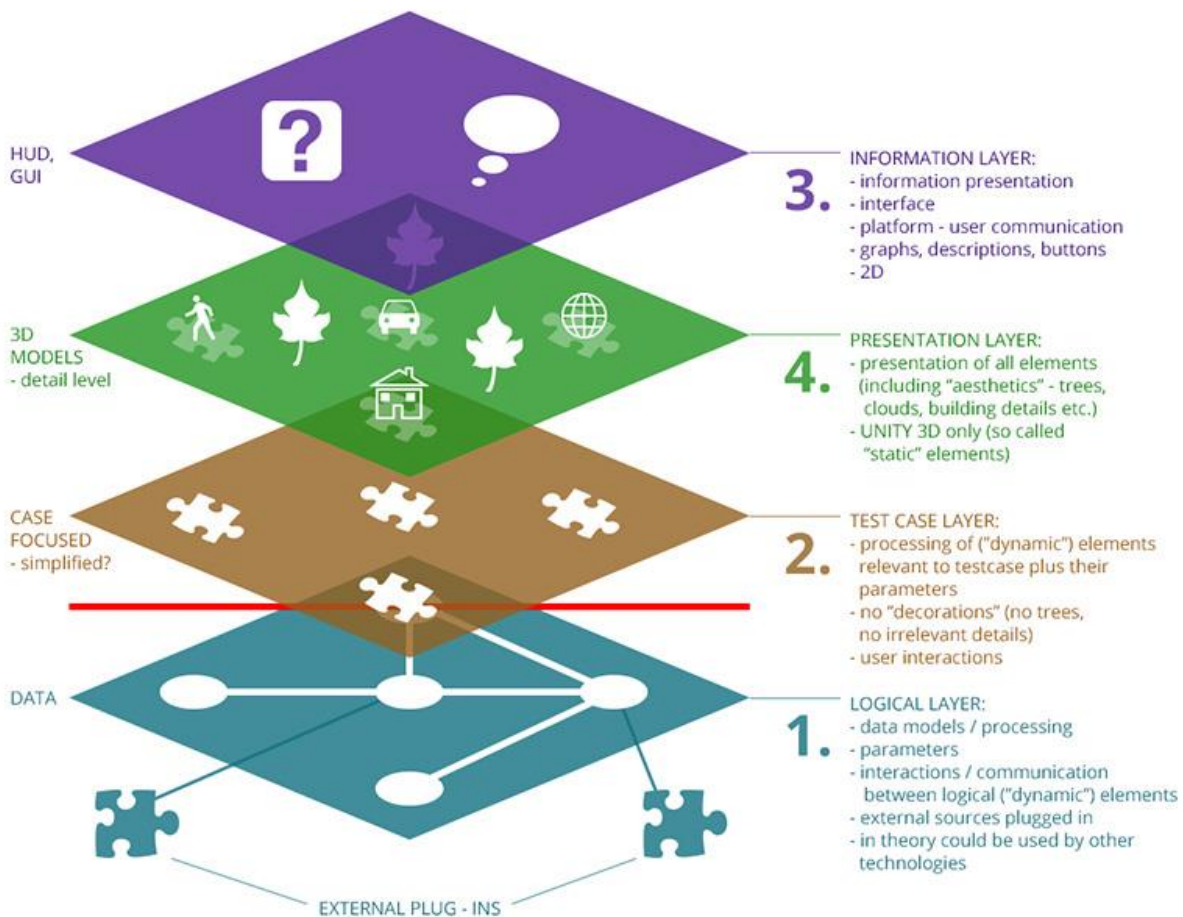 ?
HUD,
GUI
3.
INFORMATION LAYER:
- information presentation
- interface
- platform - user communication
- graphs, descriptions, buttons
- 2D
3D
MODELS
- detail level
4.
PRESENTATION LAYER:
- presentation of all elements
(including “aesthetics” - trees,
clouds, building details etc.)
- UNITY 3D only (so called
“static” elements)
CASE
FOCUSED
- simplified?
2.
TEST CASE LAYER:
- processing of (”dynamic”) elements
relevant to testcase plus their
parameters
- no “decorations” (no trees,
no irrelevant details)
- user interactions
DATA
1.
LOGICAL LAYER:
- data models / processing
- parameters
- interactions / communication
between logical (”dynamic”) elements
- external sources plugged in
- in theory could be used by other
technologies
EXTERNAL PLUG - INS